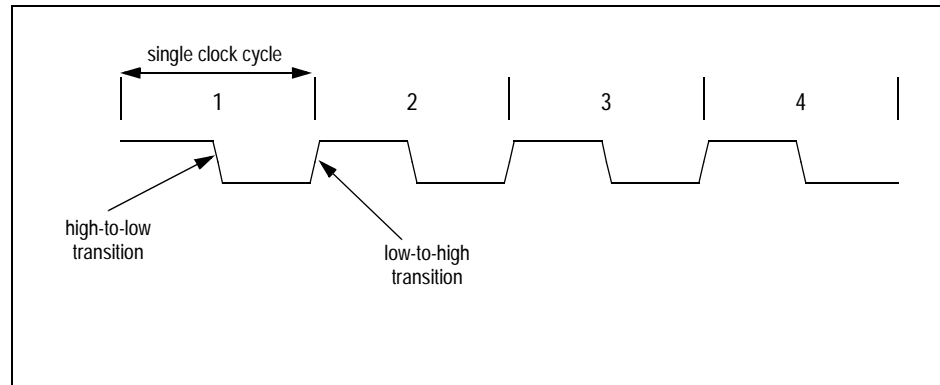 single clock cycle
1 2 3 4
high-to-low
transition
low-to-high
transition